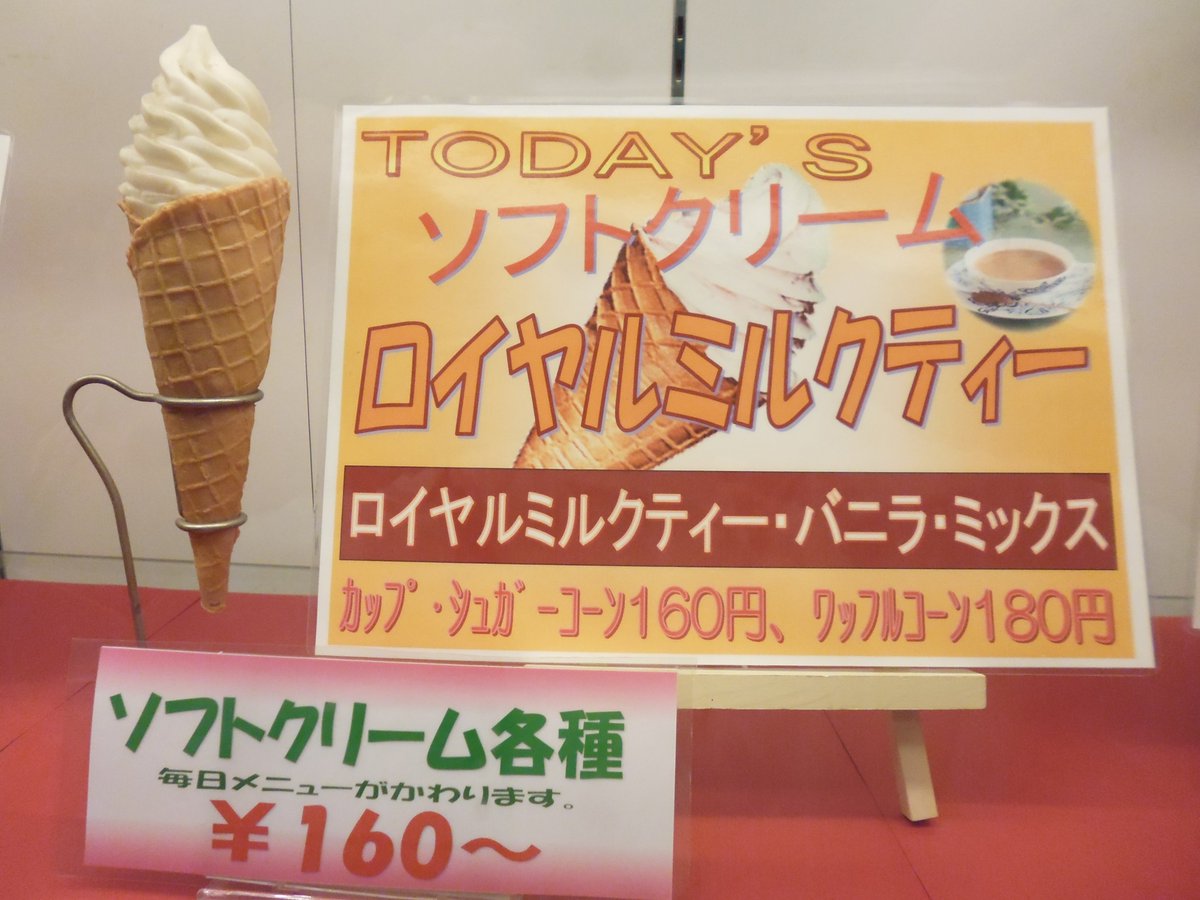 TODAY'S
ソフトクリーム
ロイヤルミルクティー
ロイヤルミルクティー・バニラ・ミックス
ｶｯﾌﾟ・ｼｭｶﾞｰｺｰﾝ160円、ﾜｯﾌﾙｺｰﾝ180円
ソフトクリーム各種
毎日メニューがかわります。
¥160～